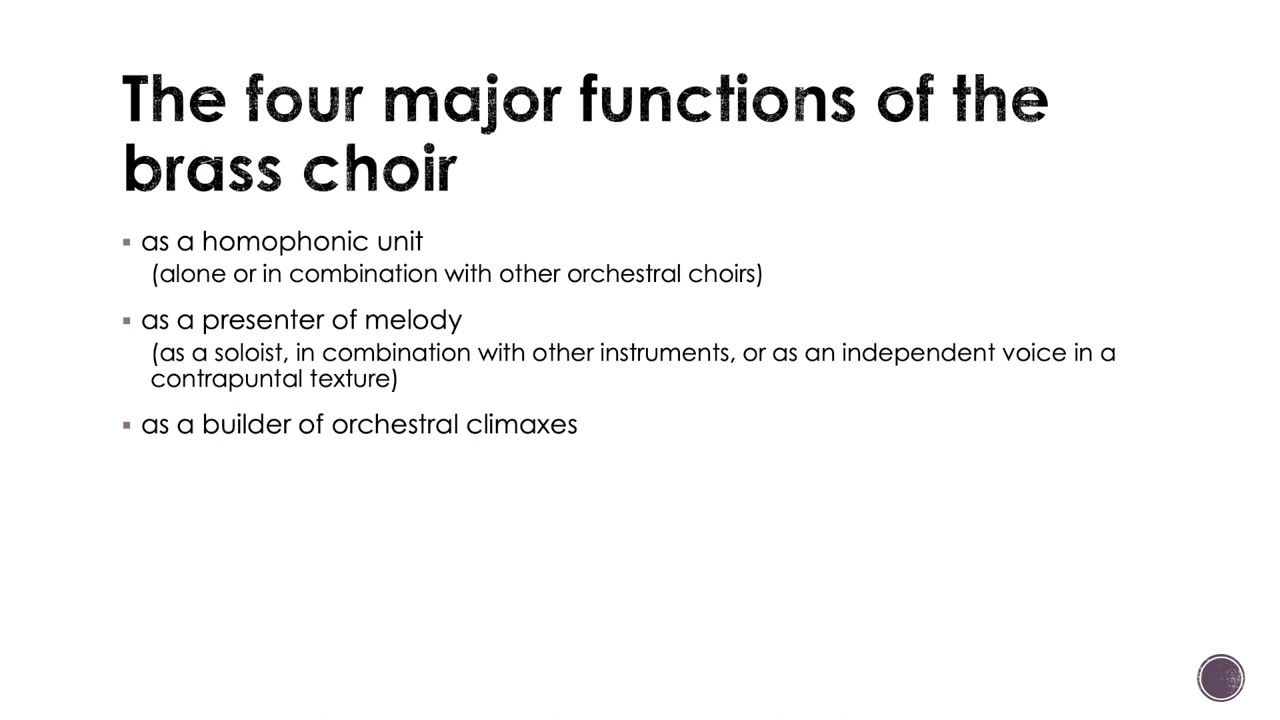 The four major functions of the
brass choir
▪ as a homophonic unit
(alone or in combination with other orchestral choirs)
▪ as a presenter of melody
(as a soloist, in combination with other instruments, or as an independent voice in a
contrapuntal texture)
▪ as a builder of orchestral climaxes